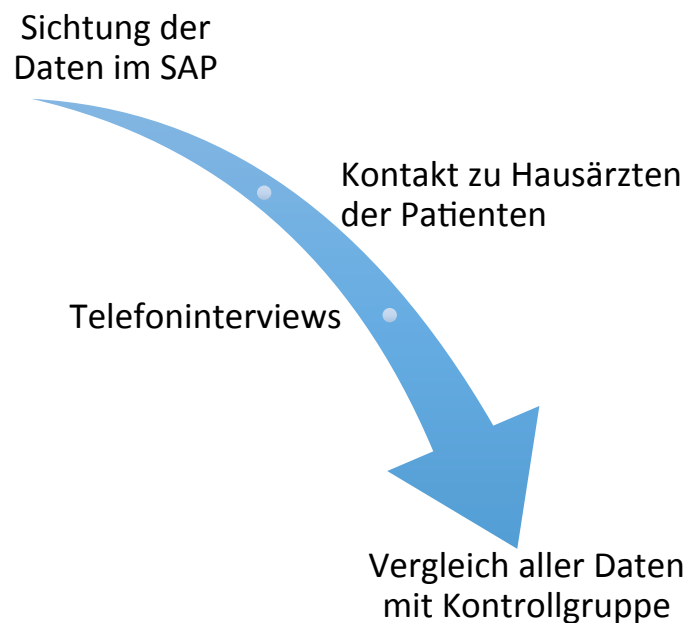 Sichtung der
Daten im SAP
Kontakt zu Hausärzten
der Patienten
Telefoninterviews
Vergleich aller Daten
mit Kontrollgruppe